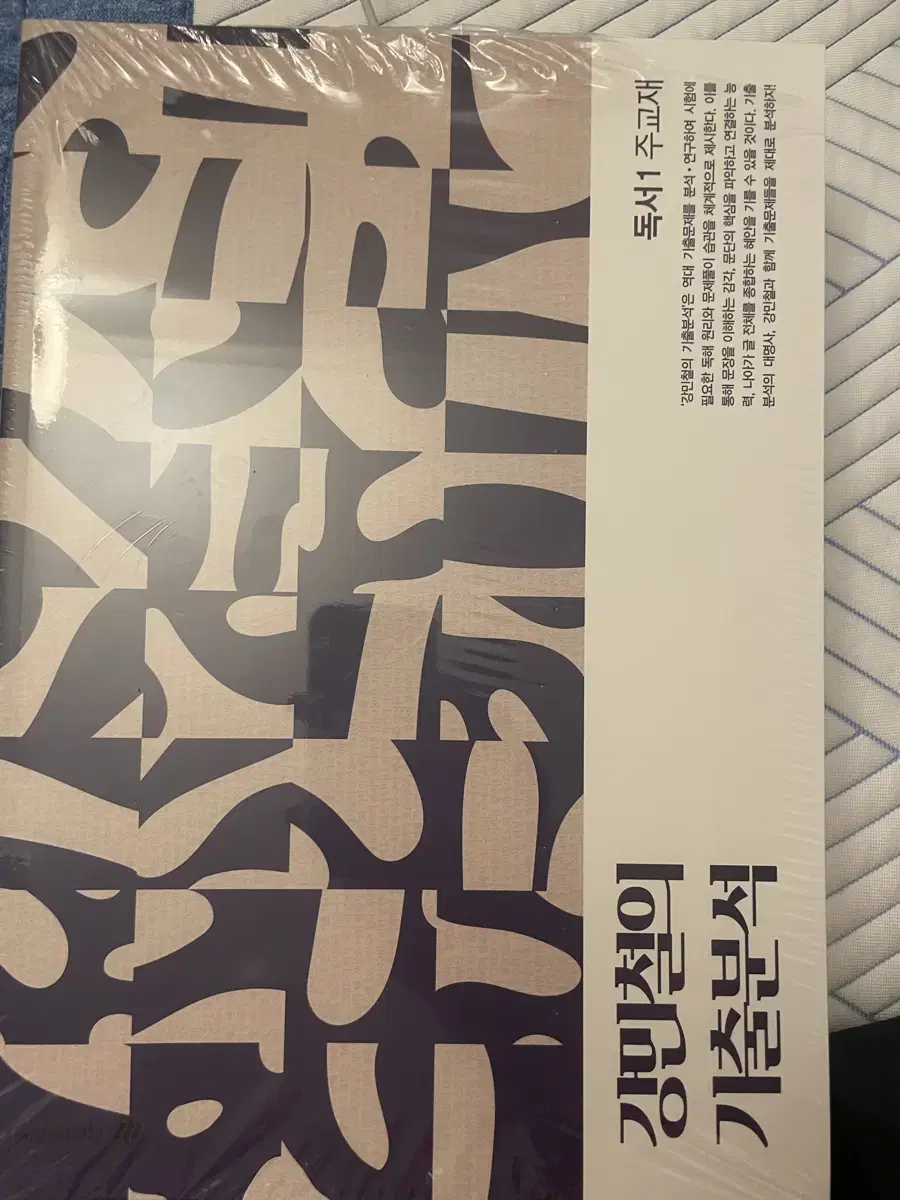 독서1 주교재
'강민철의 기출분석'은 역대 기출문제를 분석·연구하여 시험에
필요한 독해 원리와 문제풀이 습관을 체계적으로 제시한다. 이를
통해 문장을 이해하는 감각, 문단의 핵심을 파악하고 연결하는 능
력, 나아가 글 전체를 종합하는 혜안을 기를 수 있을 것이다. 기출
분석의 대명사, 강민철과 함께 기출문제들을 제대로 분석하자!
강민철의
기출분석